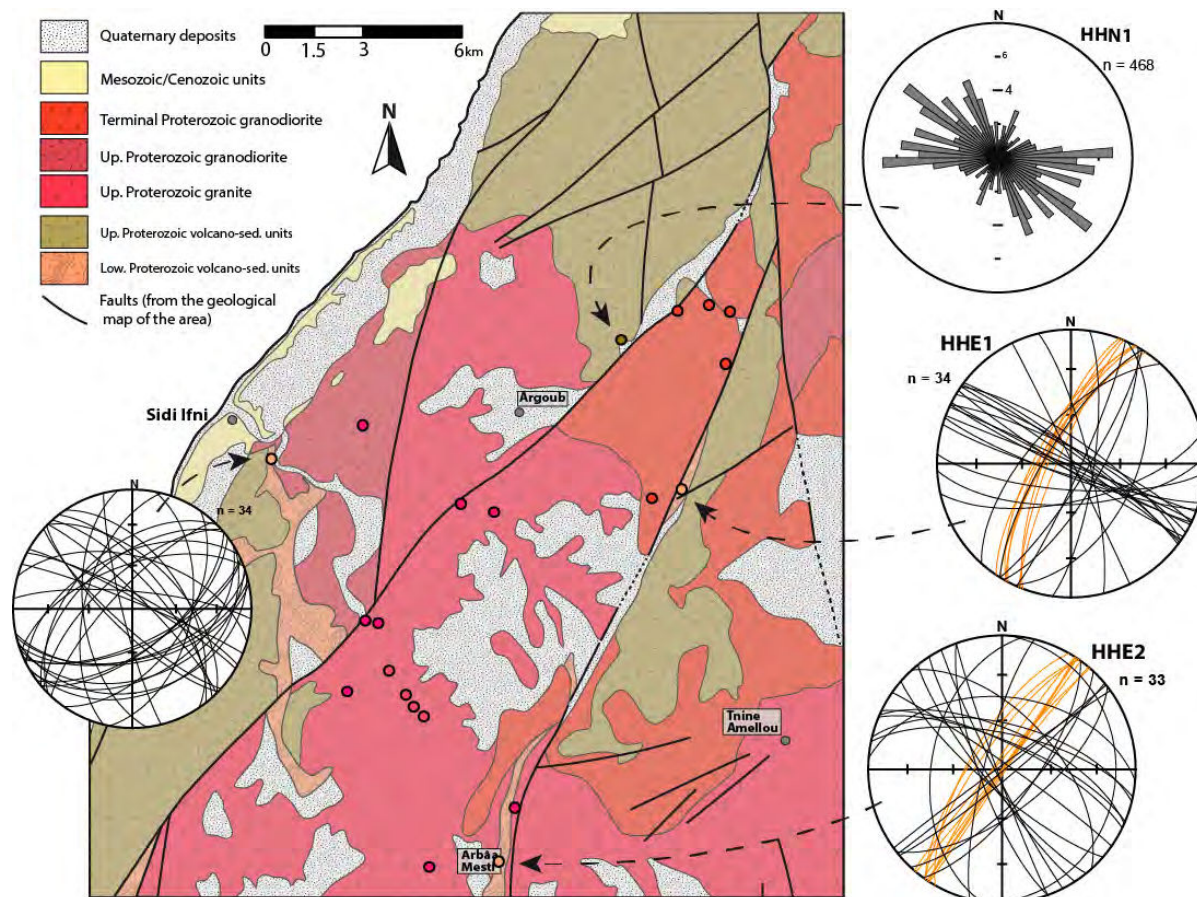 Quaternary deposits
Mesozoic/Cenozoic units
Terminal Proterozoic granodiorite
Up. Proterozoic granodiorite
Up. Proterozoic granite
Up. Proterozoic volcano-sed. units
Low. Proterozoic volcano-sed. units
Faults (from the geological
map of the area)
0 1.5 3 6km
N
N
HHN1
n = 468
6
4
N
HHE1
n = 34
Sidi Ifni
Argoub
N
n = 34
N
HHE2
n = 33
Tnine
Amellou
Arbâa
Mesti